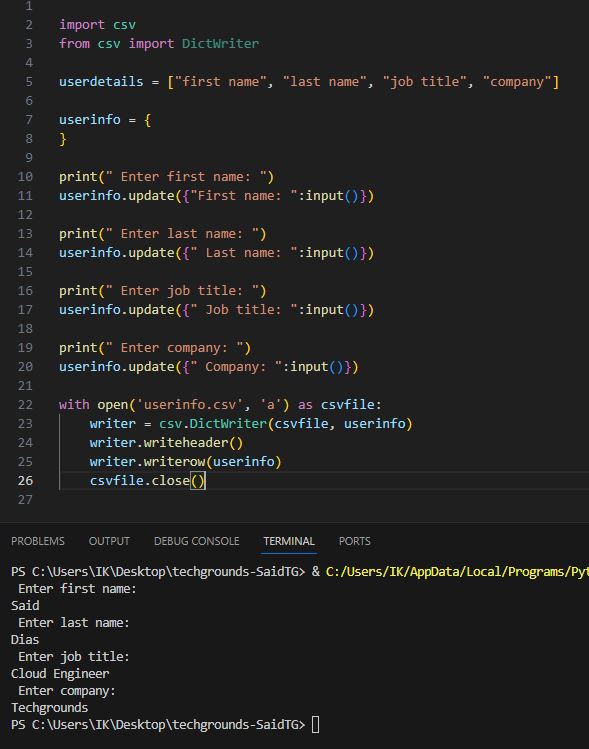 1
2 import csv
3 from csv import DictWriter
4
5 userdetails = ["first name", "last name", "job title", "company"]
6
7 userinfo = {
8 }
9
10 print(" Enter first name: ")
11 userinfo.update({"First name: ":input()})
12
13 print(" Enter last name: ")
14 userinfo.update({" Last name: ":input()})
15
16 print(" Enter job title: ")
17 userinfo.update({" Job title: ":input()})
18
19 print(" Enter company: ")
20 userinfo.update({" Company: ":input()})
21
22 with open('userinfo.csv', 'a') as csvfile:
23     writer = csv.DictWriter(csvfile, userinfo)
24     writer.writeheader()
25     writer.writerow(userinfo)
26     csvfile.close()
27
PROBLEMS OUTPUT DEBUG CONSOLE TERMINAL PORTS
PS C:\Users\IK\Desktop\techgrounds-SaidTG> & C:/Users/IK/AppData/Local/Programs/Pyt
 Enter first name:
Said
 Enter last name:
Dias
 Enter job title:
Cloud Engineer
 Enter company:
Techgrounds
PS C:\Users\IK\Desktop\techgrounds-SaidTG>